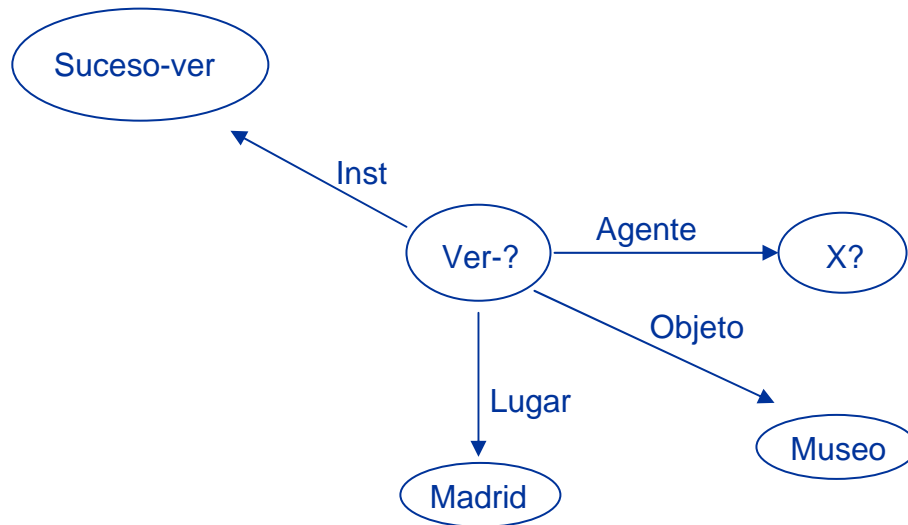 Suceso-ver
Inst
Agente
Ver-?
X?
Objeto
Lugar
Museo
Madrid